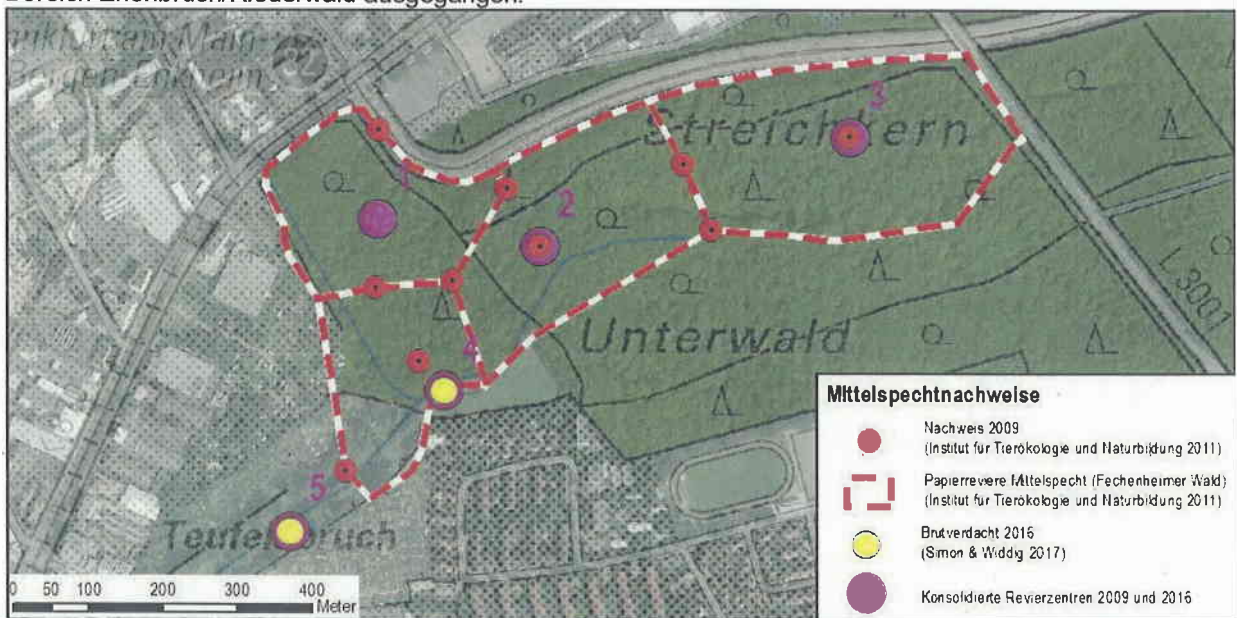 ausgegangen.
1
2
3
4
5
Streichkern
Unterwald
Teufelsbruch
L 3001
0 50 100 200 300 400
Meter
Mittelspechtnachweise
Nachweis 2009
(Institut für Tierökologie und Naturbildung 2011)
Papierreviere Mittelspecht (Fechenheimer Wald)
(Institut für Tierökologie und Naturbildung 2011)
Brutverdacht 2016
(Simon & Widdig 2017)
Konsolidierte Revierzentren 2009 und 2016